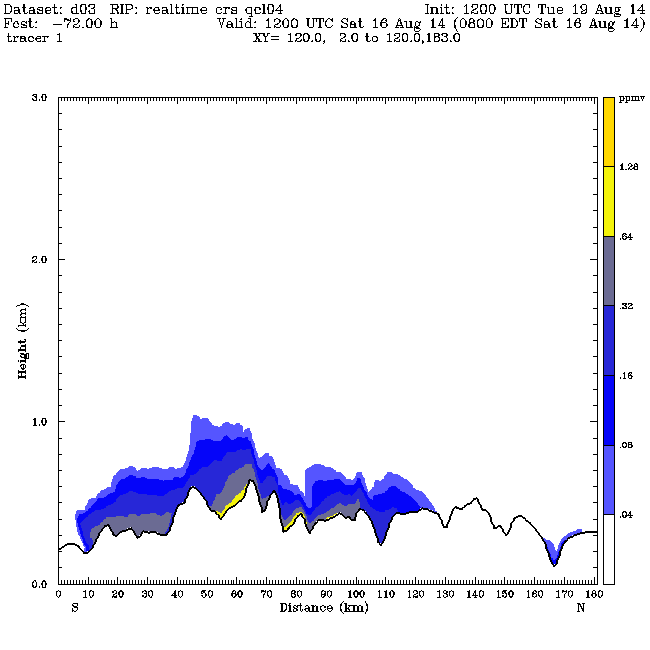 Dataset: d03 RIP: realtime crs qcl04 Init: 1200 UTC Tue 19 Aug 14
Fcst: -72.00 h Valid: 1200 UTC Sat 16 Aug 14 (0800 EDT Sat 16 Aug 14)
tracer 1 XY= 120.0, 2.0 to 120.0,183.0
ppmv
3.0
2.0
1.0
0.0
Height (km)
1.28
.64
.32
.16
.08
.04
0 10 20 30 40 50 60 70 80 90 100 110 120 130 140 150 160 170 180
S Distance (km) N